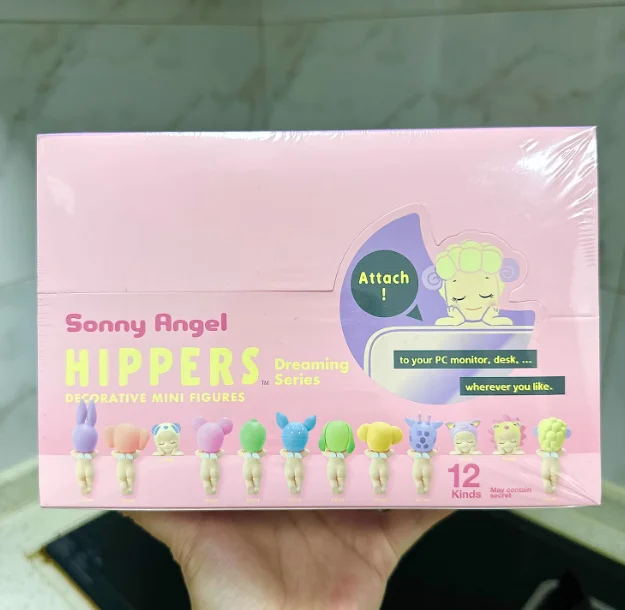 Attach
!
to your PC monitor, desk, ...
wherever you like.
Sonny Angel
HIPPERS™
Dreaming
Series
DECORATIVE MINI FIGURES
12
Kinds
May contain
secret